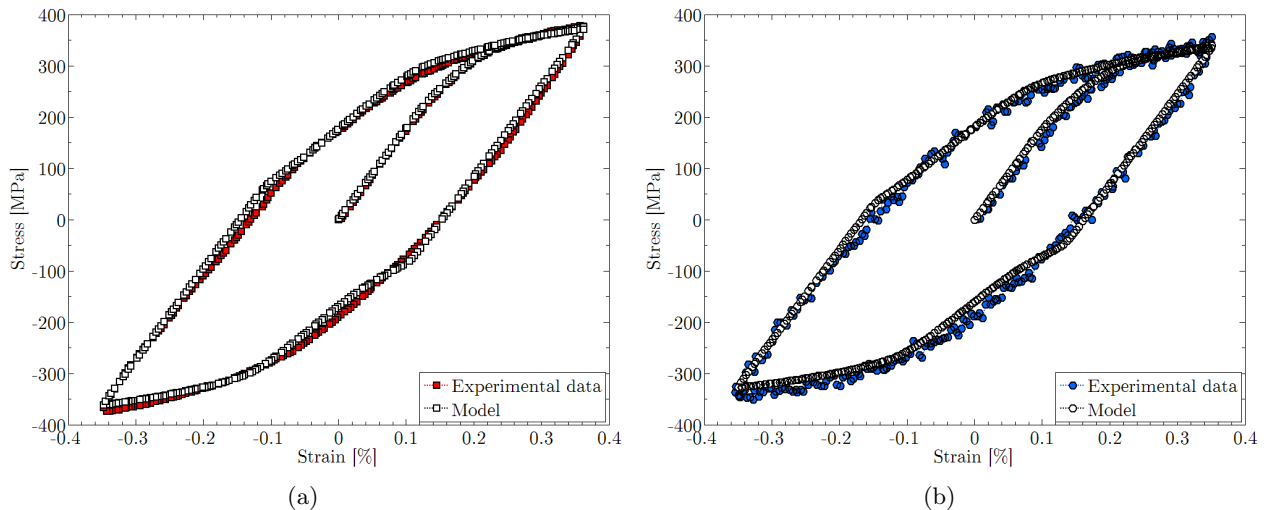 400
300
200
100
0
-100
-200
-300
-400
Stress [MPa]
-0.4 -0.3 -0.2 -0.1 0 0.1 0.2 0.3 0.4
Strain [%]
Experimental data
Model
(a)
400
300
200
100
0
-100
-200
-300
-400
Stress [MPa]
-0.4 -0.3 -0.2 -0.1 0 0.1 0.2 0.3 0.4
Strain [%]
Experimental data
Model
(b)